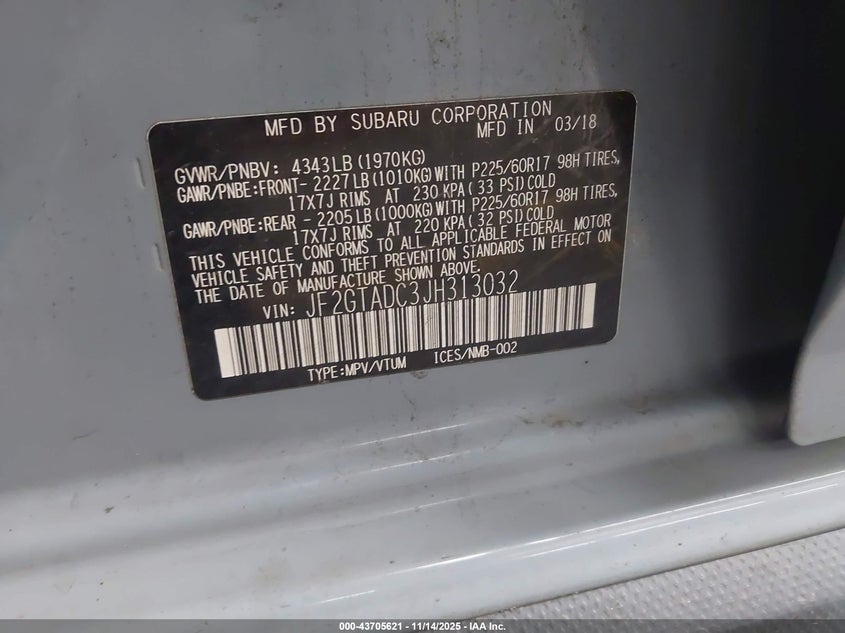 MFD BY SUBARU CORPORATION
MFD IN 03/18
GVWR/PNBV: 4343LB(1970KG)
GAWR/PNBE:FRONT- 2227LB(1010KG)WITH P225/60R17 98H TIRES,
17X7J RIMS AT 230 KPA(33 PSI)COLD
GAWR/PNBE:REAR - 2205LB(1000KG)WITH P225/60R17 98H TIRES,
17X7J RIMS AT 220 KPA(32 PSI)COLD
THIS VEHICLE CONFORMS TO ALL APPLICABLE FEDERAL MOTOR
VEHICLE SAFETY AND THEFT PREVENTION STANDARDS IN EFFECT ON
THE DATE OF MANUFACTURE SHOWN ABOVE.
VIN: JF2GTADC3JH313032
TYPE:MPV/VTUM ICES/NMB-002
000-43705621 - 11/14/2025 - IAA Inc.